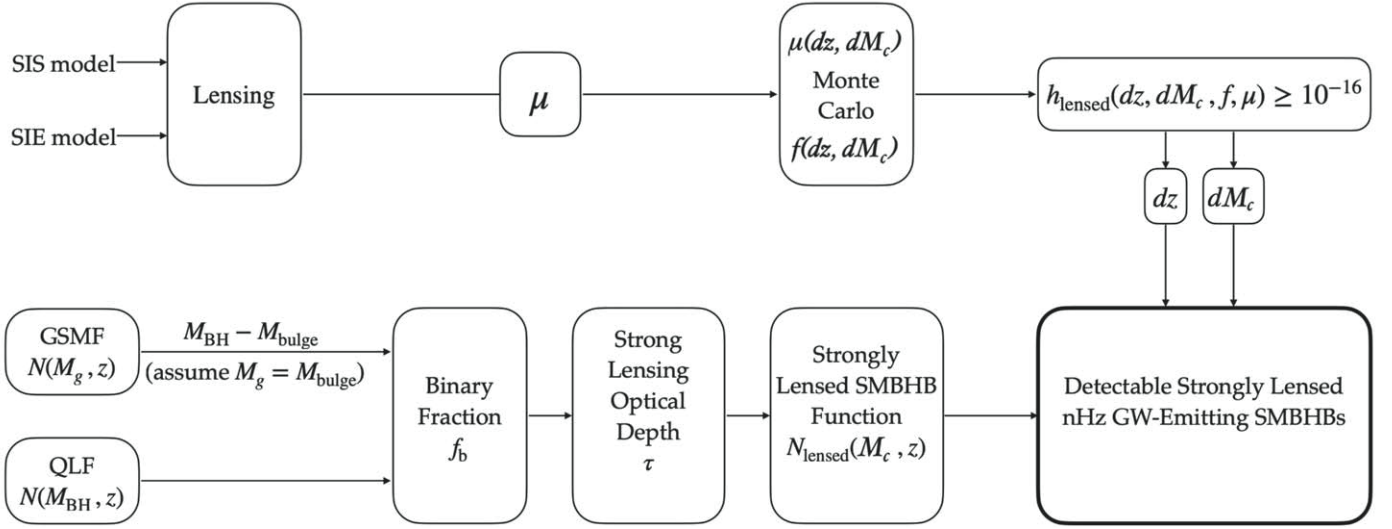 SIS model
SIE model
Lensing
μ
μ(dz, dM_c)
Monte
Carlo
f(dz, dM_c)
h_lensed(dz, dM_c, f, μ) ≥ 10^−16
dz
dM_c
GSMF
N(M_g, z)
M_BH − M_bulge
(assume M_g = M_bulge)
QLF
N(M_BH, z)
Binary
Fraction
f_b
Strong
Lensing
Optical
Depth
τ
Strongly
Lensed SMBHB
Function
N_lensed(M_c, z)
Detectable Strongly Lensed
nHz GW-Emitting SMBHBs